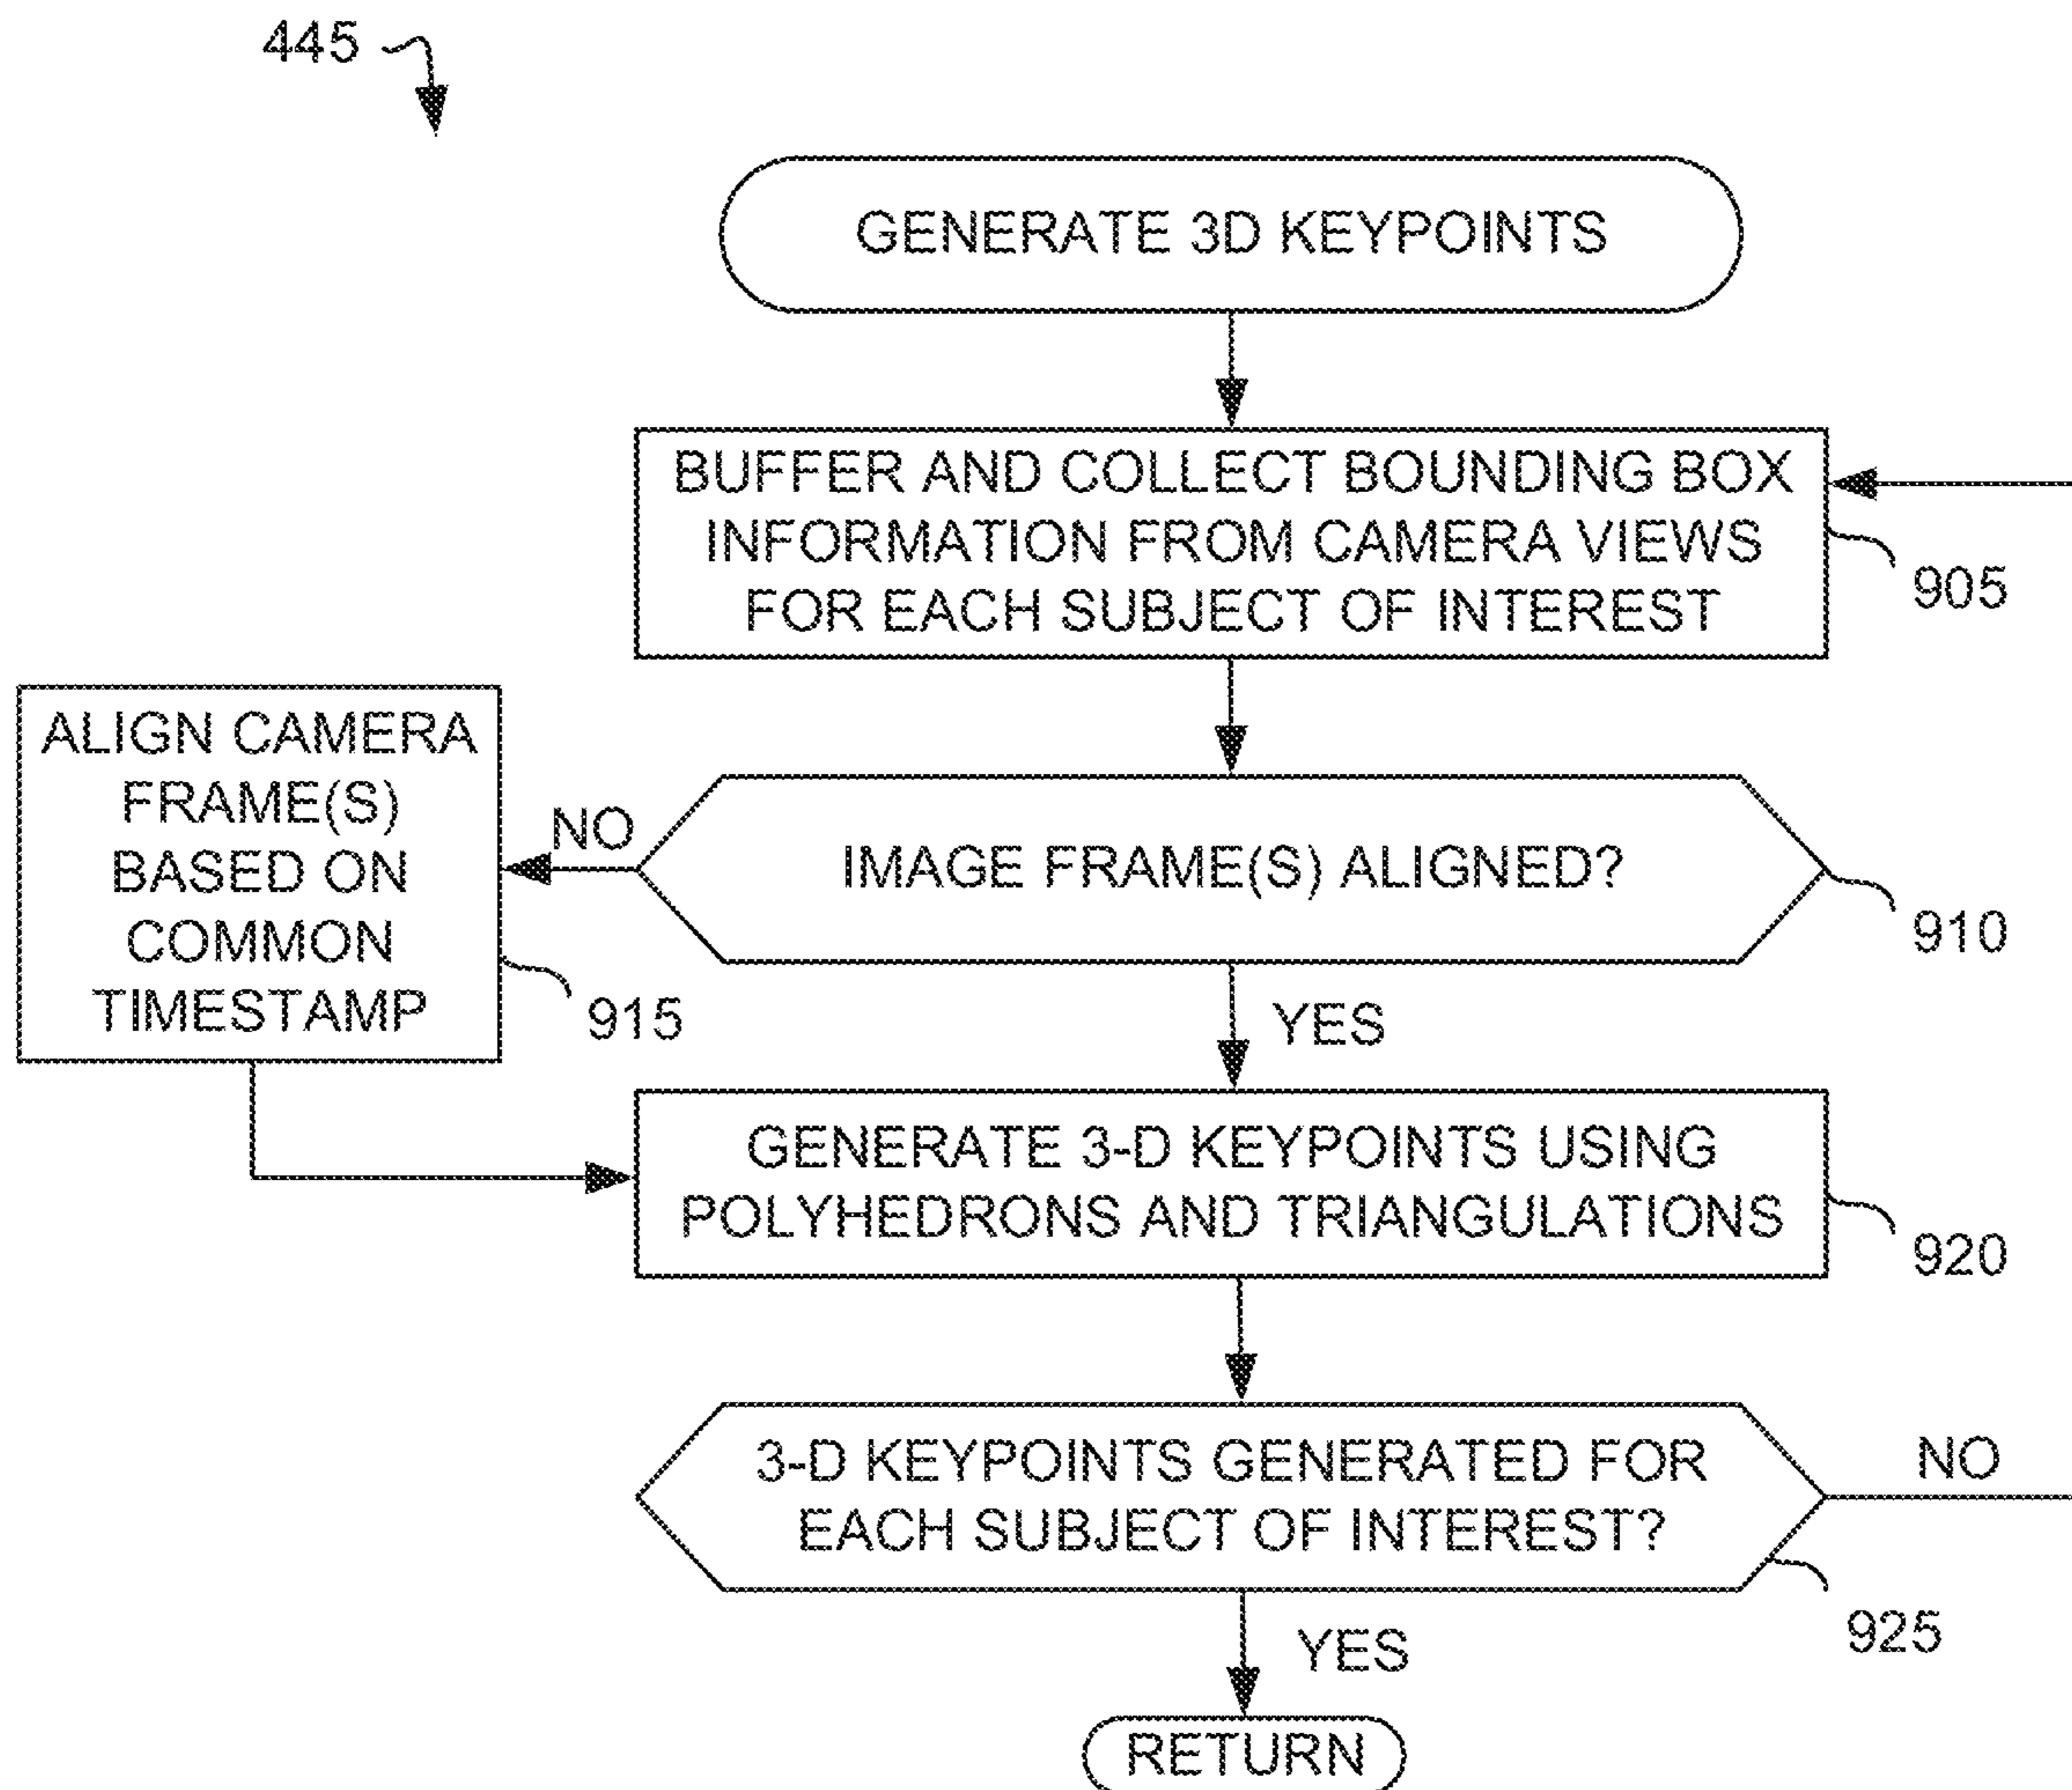 445
GENERATE 3D KEYPOINTS
BUFFER AND COLLECT BOUNDING BOX
INFORMATION FROM CAMERA VIEWS
FOR EACH SUBJECT OF INTEREST
905
ALIGN CAMERA
FRAME(S)
BASED ON
COMMON
TIMESTAMP
915
NO
IMAGE FRAME(S) ALIGNED?
910
YES
GENERATE 3-D KEYPOINTS USING
POLYHEDRONS AND TRIANGULATIONS
920
3-D KEYPOINTS GENERATED FOR
EACH SUBJECT OF INTEREST?
NO
925
YES
RETURN